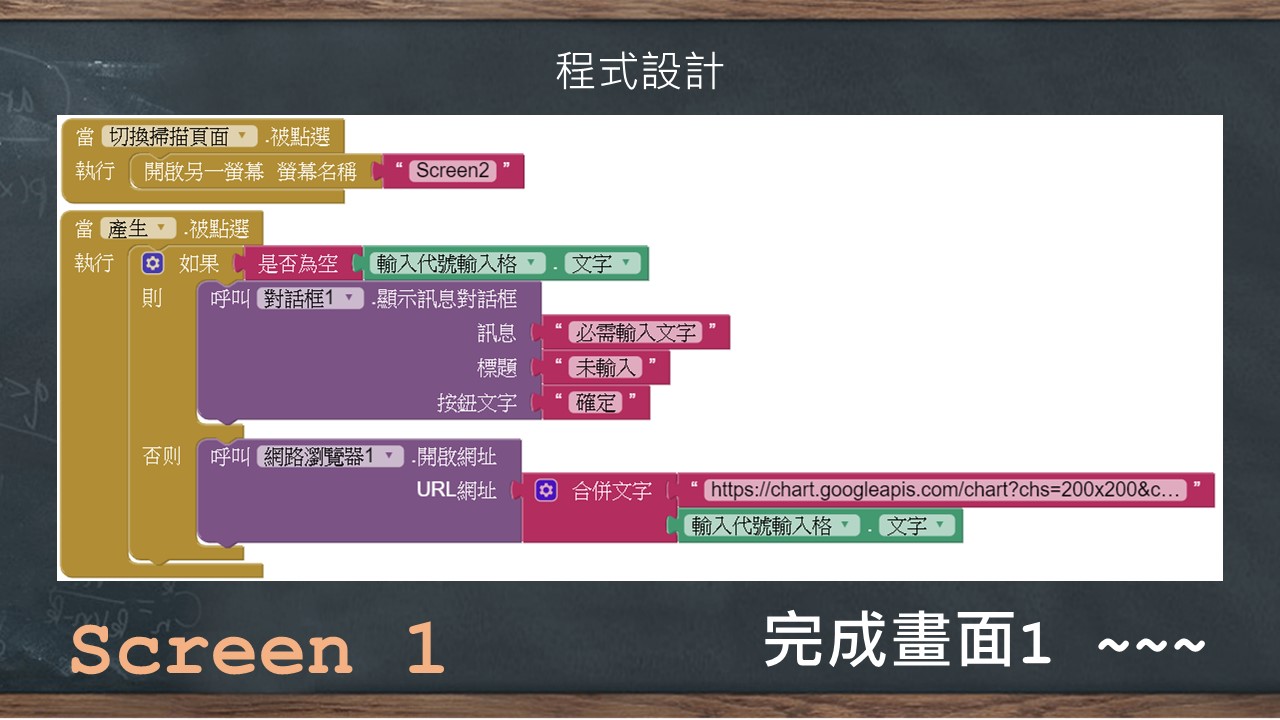 程式設計
當 切換掃描頁面 .被點選
執行 開啟另一螢幕 螢幕名稱 “ Screen2 ”
當 產生 .被點選
執行 如果 是否為空 輸入代號輸入格 . 文字
則 呼叫 對話框1 .顯示訊息對話框
訊息 “ 必需輸入文字 ”
標題 “ 未輸入 ”
按鈕文字 “ 確定 ”
否則 呼叫 網路瀏覽器1 .開啟網址
URL網址 合併文字 “ https://chart.googleapis.com/chart?chs=200x200&c... ”
輸入代號輸入格 . 文字
Screen 1
完成畫面1 ~~~